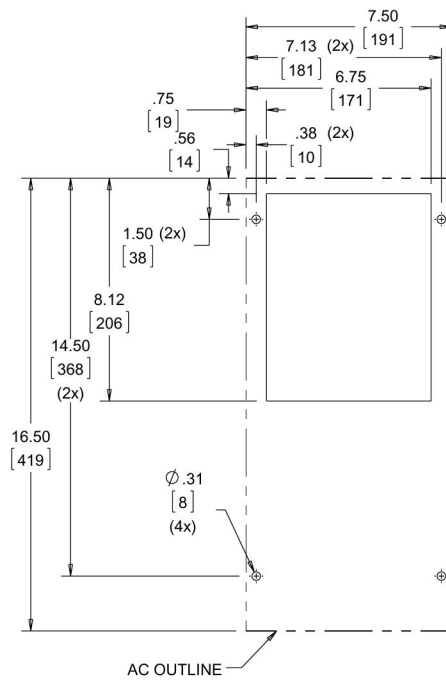 7.50
[191]
7.13 (2x)
[181]
6.75
[171]
.75
[19]
.38 (2x)
[10]
.56
[14]
1.50 (2x)
[38]
8.12
[206]
14.50
[368]
(2x)
16.50
[419]
Ø .31
[8]
(4x)
AC OUTLINE